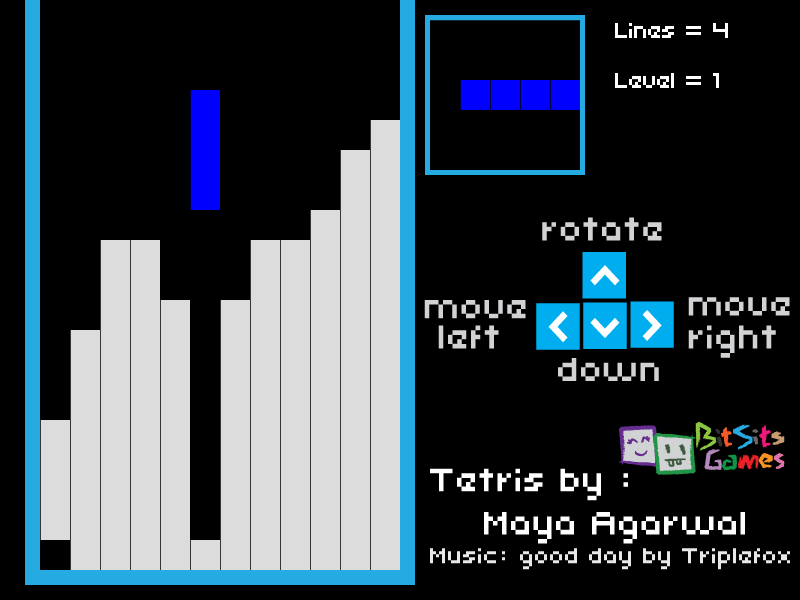 Lines = 4
Level = 1
rotate
move left
move right
down
BitSits
Games
Tetris by :
Maya Agarwal
Music: good day by Triplefox